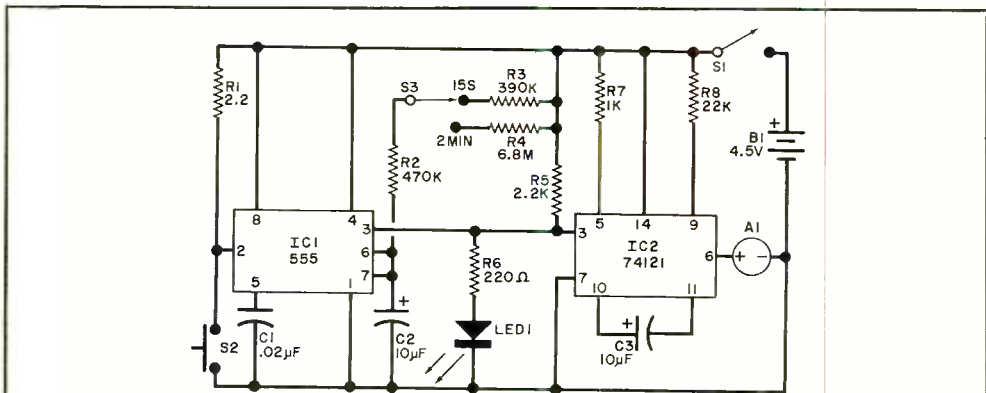 R1
2.2
S3
15S
R3
390K
2MIN
R4
6.8M
R2
470K
R5
2.2K
R7
1K
R8
22K
S1
+
B1
4.5V
8
4
3
2
IC1
555
6
7
5
1
R6
220Ω
5
14
9
3
IC2
74121
6
7
10
11
A1
+ -
S2
C1
.02µF
+
C2
10µF
LED1
+
C3
10µF